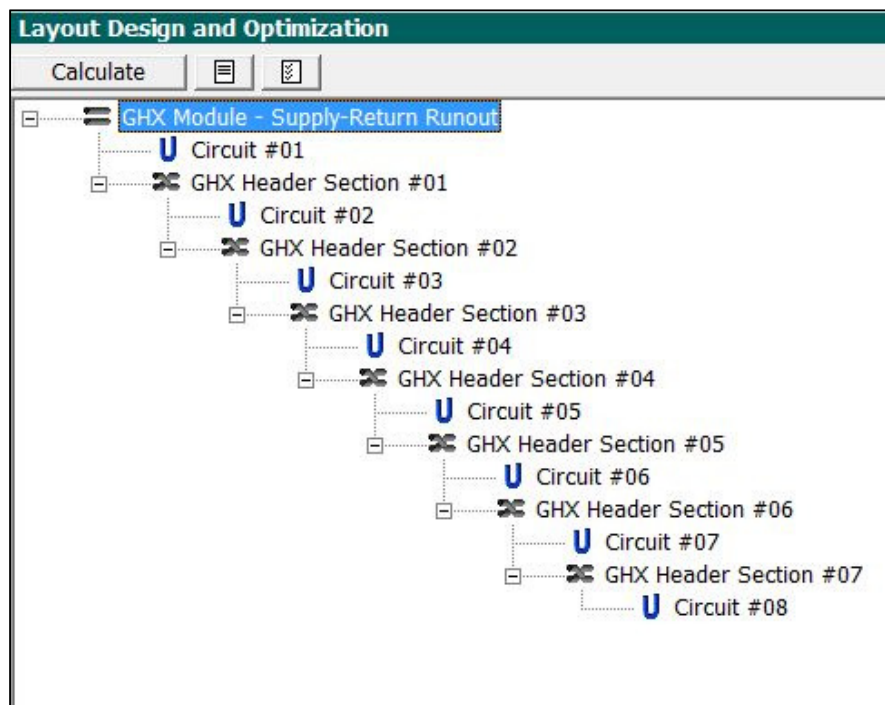 Layout Design and Optimization
Calculate
GHX Module - Supply-Return Runout
Circuit #01
GHX Header Section #01
Circuit #02
GHX Header Section #02
Circuit #03
GHX Header Section #03
Circuit #04
GHX Header Section #04
Circuit #05
GHX Header Section #05
Circuit #06
GHX Header Section #06
Circuit #07
GHX Header Section #07
Circuit #08